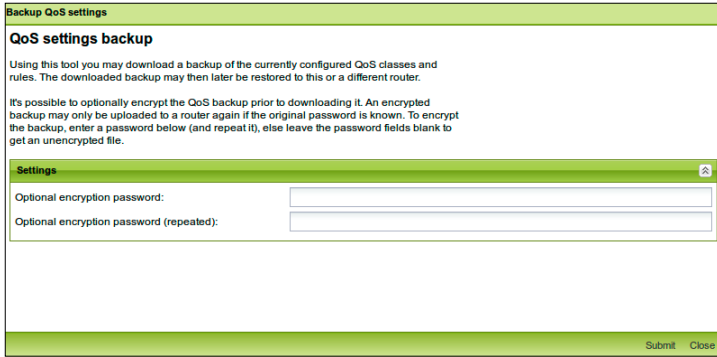 Backup QoS settings
QoS settings backup
Using this tool you may download a backup of the currently configured QoS classes and
rules. The downloaded backup may then later be restored to this or a different router.
It's possible to optionally encrypt the QoS backup prior to downloading it. An encrypted
backup may only be uploaded to a router again if the original password is known. To encrypt
the backup, enter a password below (and repeat it), else leave the password fields blank to
get an unencrypted file.
Settings
Optional encryption password:
Optional encryption password (repeated):
Submit Close